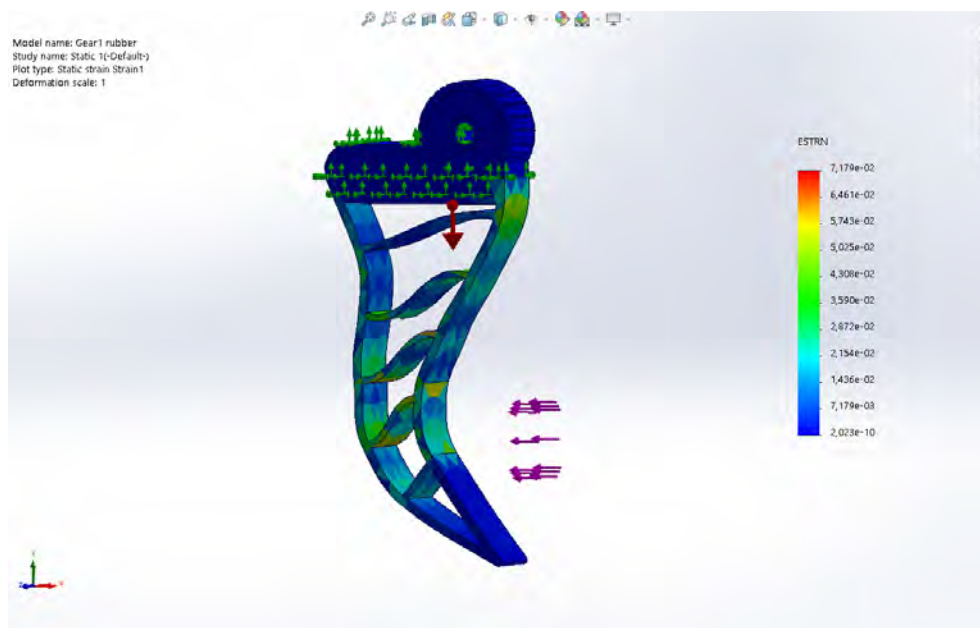 Model name: Gear1 rubber
Study name: Static 1(-Default-)
Plot type: Static strain Strain1
Deformation scale: 1
ESTRN
7,179e-02
6,461e-02
5,743e-02
5,025e-02
4,308e-02
3,590e-02
2,872e-02
2,154e-02
1,436e-02
7,179e-03
2,023e-10